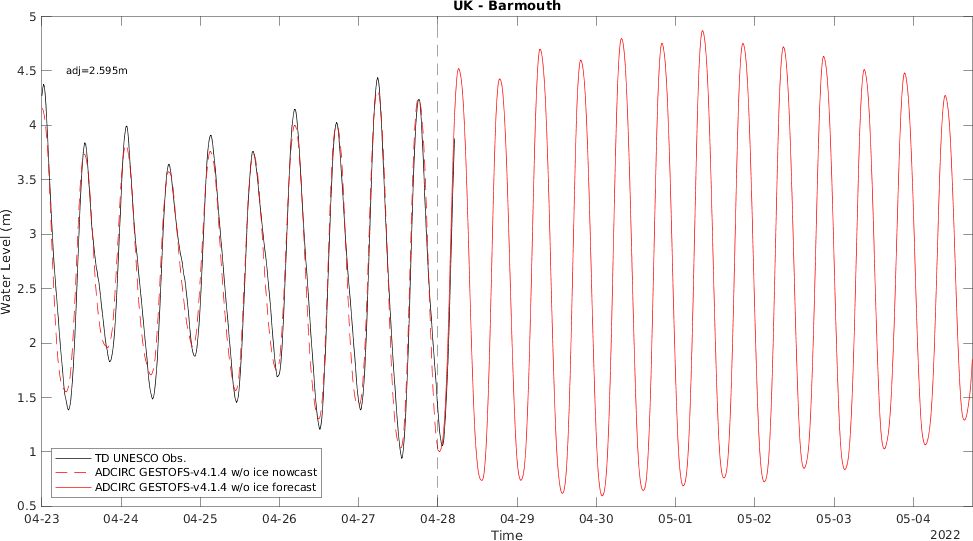 UK - Barmouth
5
4.5
4
3.5
3
2.5
2
1.5
1
0.5
Water Level (m)
adj=2.595m
TD UNESCO Obs.
ADCIRC GESTOFS-v4.1.4 w/o ice nowcast
ADCIRC GESTOFS-v4.1.4 w/o ice forecast
04-23 04-24 04-25 04-26 04-27 04-28 04-29 04-30 05-01 05-02 05-03 05-04
Time
2022